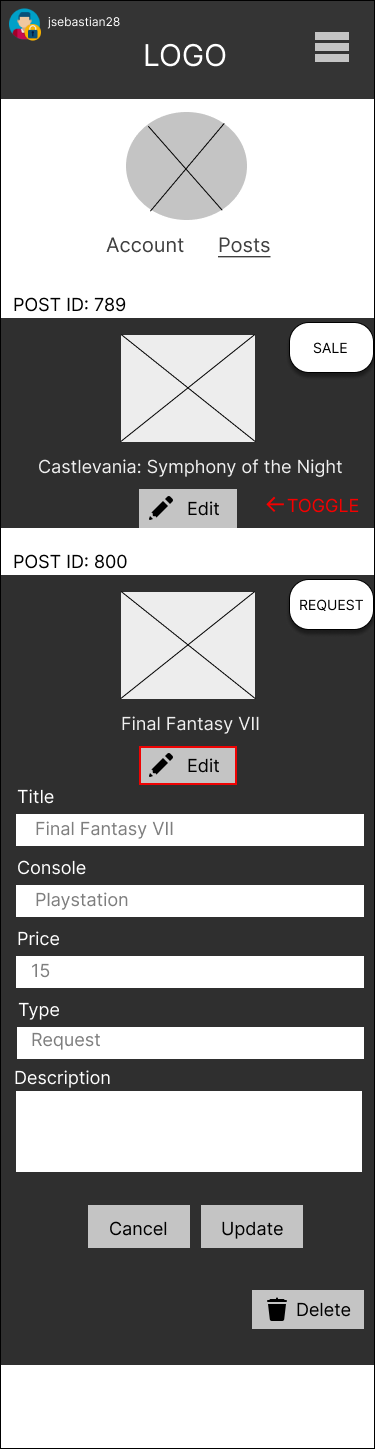 jsebastian28
LOGO
Account Posts
POST ID: 789
SALE
Castlevania: Symphony of the Night
Edit
TOGGLE
POST ID: 800
REQUEST
Final Fantasy VII
Edit
Title
Final Fantasy VII
Console
Playstation
Price
15
Type
Request
Description
Cancel Update
Delete